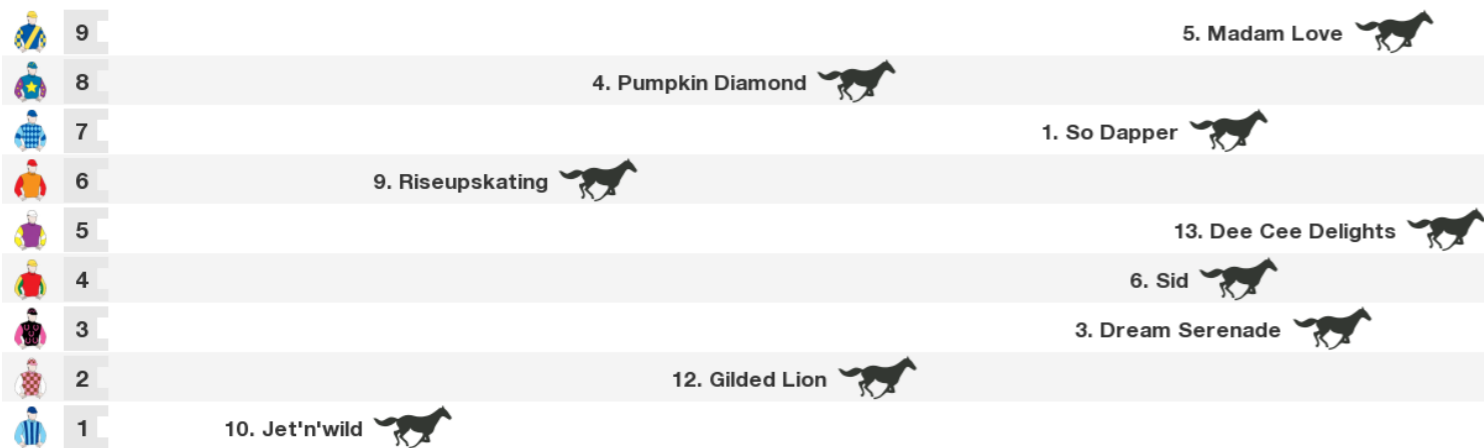 9 5. Madam Love
8 4. Pumpkin Diamond
7 1. So Dapper
6 9. Riseupskating
5 13. Dee Cee Delights
4 6. Sid
3 3. Dream Serenade
2 12. Gilded Lion
1 10. Jet'n'wild